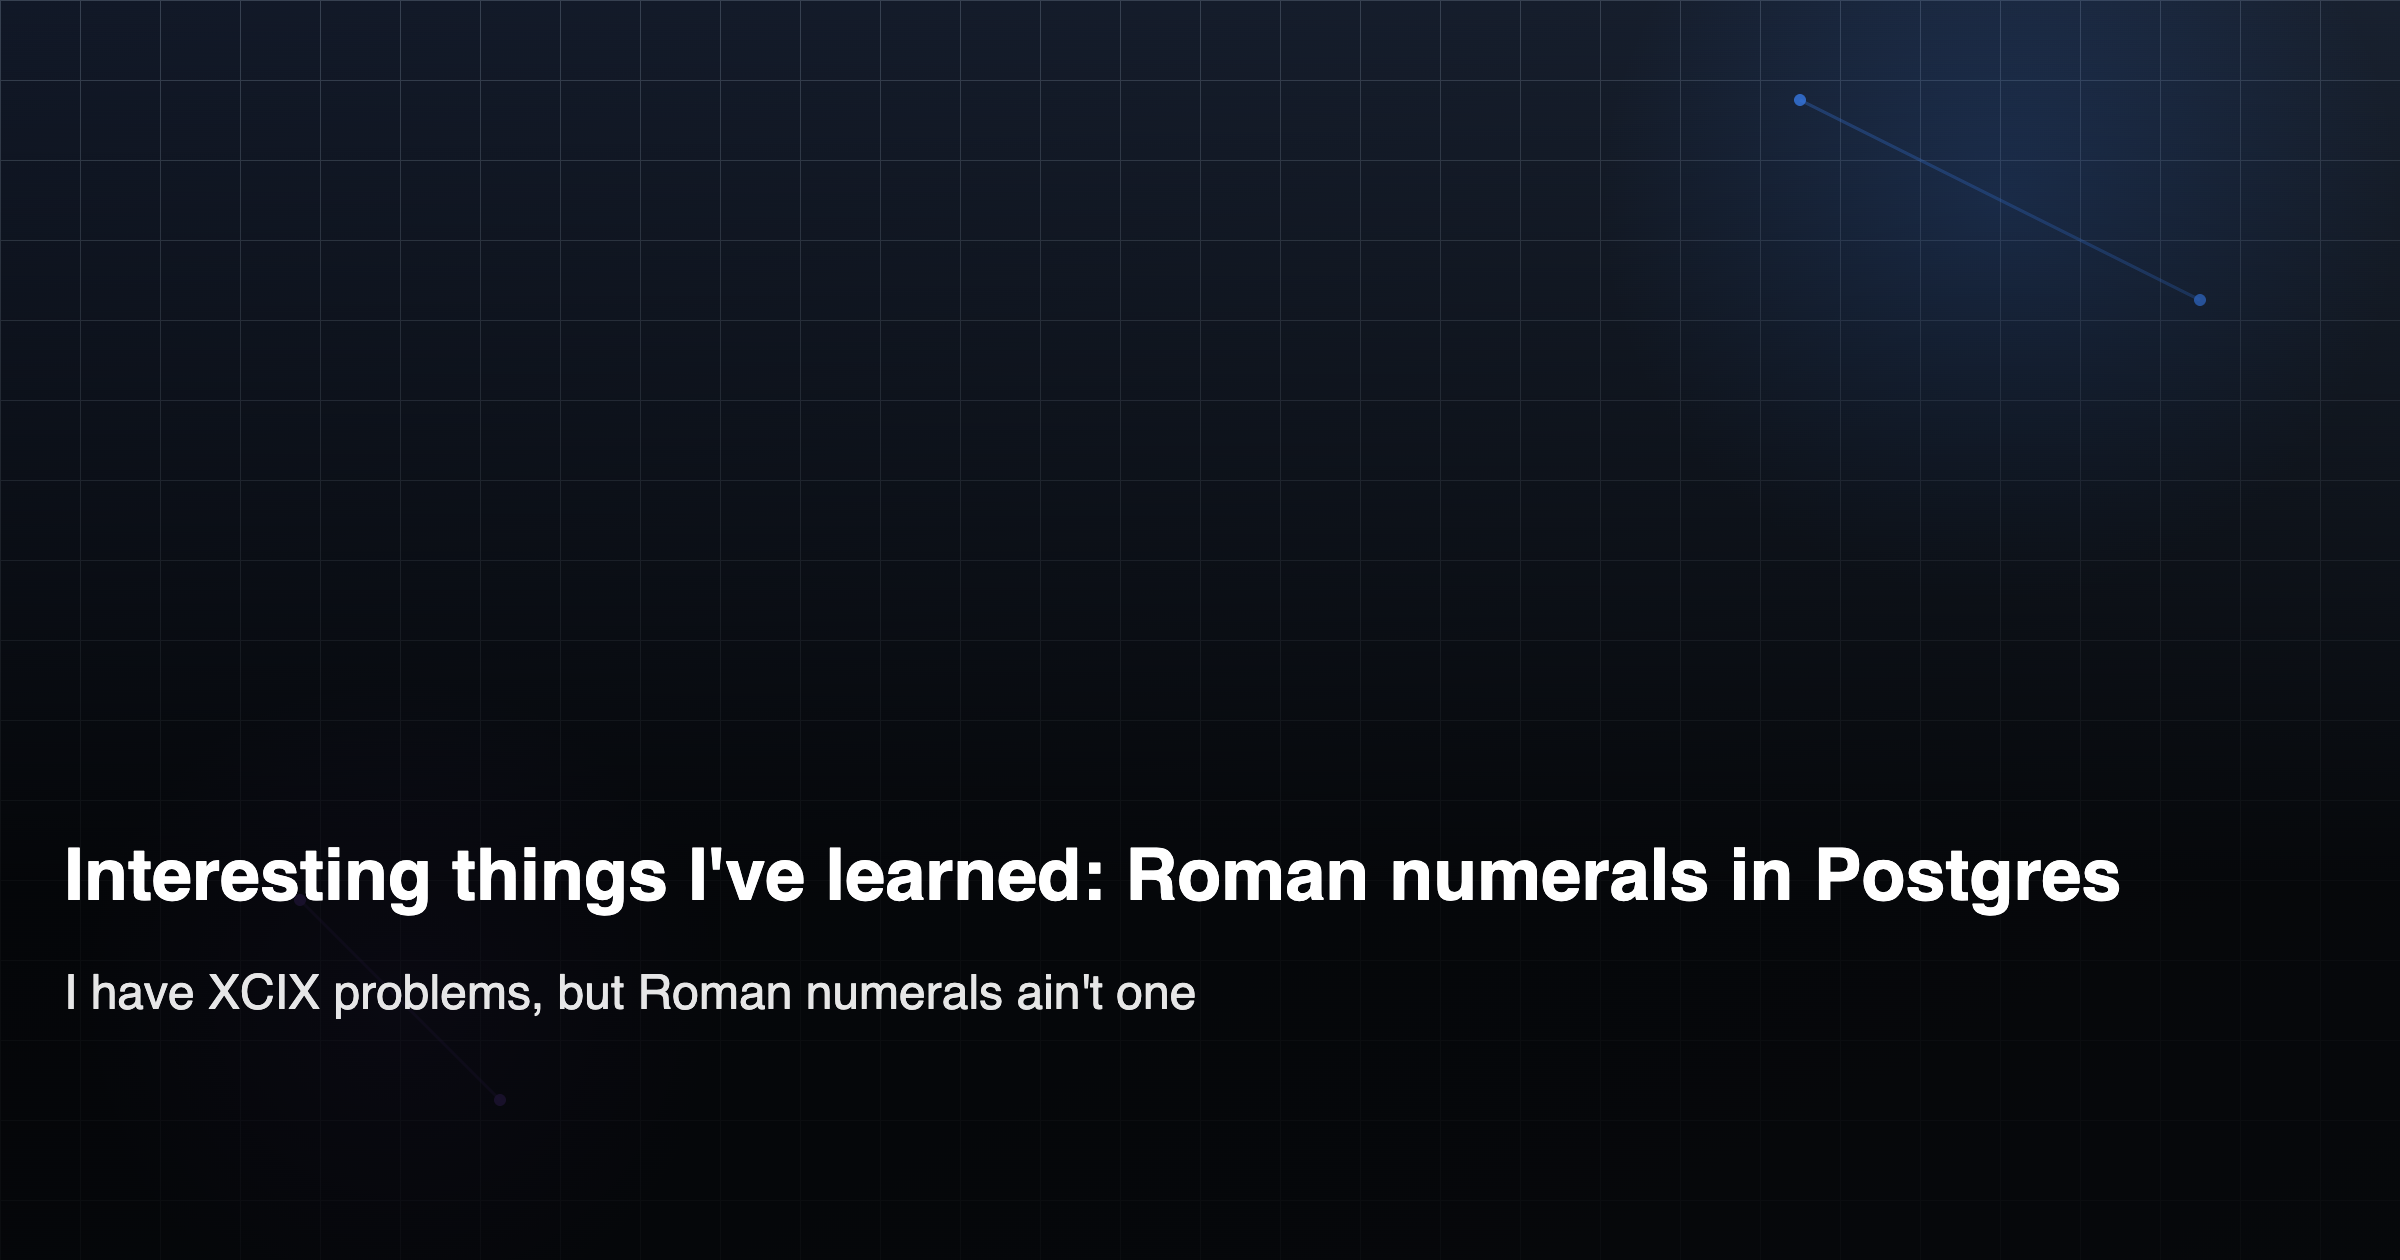 Interesting things I've learned: Roman numerals in Postgres
I have XCIX problems, but Roman numerals ain't one